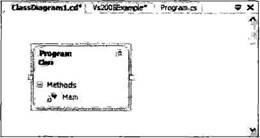 ClassDiagram1.cd* Vs2005Example* Program.cs
Program
Class
Methods
Main